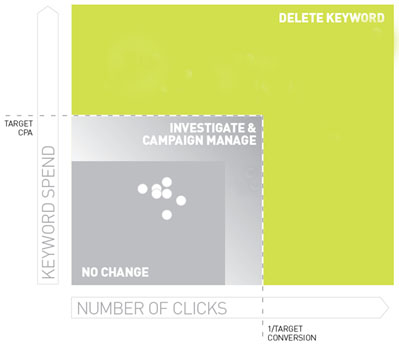 DELETE KEYWORD
TARGET
CPA
INVESTIGATE &
CAMPAIGN MANAGE
KEYWORD SPEND
NO CHANGE
NUMBER OF CLICKS
1/TARGET
CONVERSION